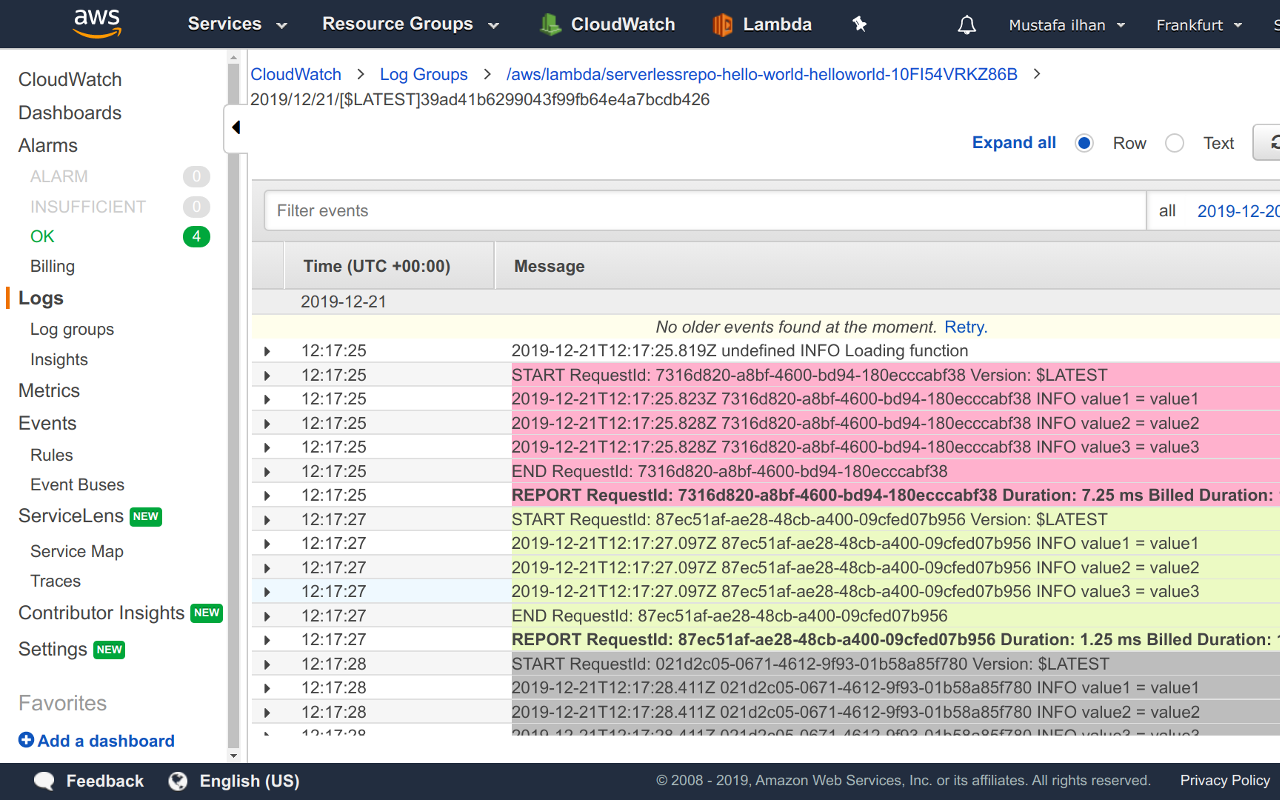 aws Services Resource Groups CloudWatch Lambda Mustafa ilhan Frankfurt S
CloudWatch
Dashboards
Alarms
ALARM 0
INSUFFICIENT 0
OK 4
Billing
Logs
Log groups
Insights
Metrics
Events
Rules
Event Buses
ServiceLens NEW
Service Map
Traces
Contributor Insights NEW
Settings NEW
Favorites
Add a dashboard
CloudWatch Log Groups /aws/lambda/serverlessrepo-hello-world-helloworld-10FI54VRKZ86B
2019/12/21/[$LATEST]39ad41b6299043f99fb64e4a7bcdb426
Expand all Row Text
Filter events all 2019-12-20
Time (UTC +00:00) Message
2019-12-21
No older events found at the moment. Retry.
12:17:25 2019-12-21T12:17:25.819Z undefined INFO Loading function
12:17:25 START RequestId: 7316d820-a8bf-4600-bd94-180ecccabf38 Version: $LATEST
12:17:25 2019-12-21T12:17:25.823Z 7316d820-a8bf-4600-bd94-180ecccabf38 INFO value1 = value1
12:17:25 2019-12-21T12:17:25.828Z 7316d820-a8bf-4600-bd94-180ecccabf38 INFO value2 = value2
12:17:25 2019-12-21T12:17:25.828Z 7316d820-a8bf-4600-bd94-180ecccabf38 INFO value3 = value3
12:17:25 END RequestId: 7316d820-a8bf-4600-bd94-180ecccabf38
12:17:25 REPORT RequestId: 7316d820-a8bf-4600-bd94-180ecccabf38 Duration: 7.25 ms Billed Duration:
12:17:27 START RequestId: 87ec51af-ae28-48cb-a400-09cfed07b956 Version: $LATEST
12:17:27 2019-12-21T12:17:27.097Z 87ec51af-ae28-48cb-a400-09cfed07b956 INFO value1 = value1
12:17:27 2019-12-21T12:17:27.097Z 87ec51af-ae28-48cb-a400-09cfed07b956 INFO value2 = value2
12:17:27 2019-12-21T12:17:27.097Z 87ec51af-ae28-48cb-a400-09cfed07b956 INFO value3 = value3
12:17:27 END RequestId: 87ec51af-ae28-48cb-a400-09cfed07b956
12:17:27 REPORT RequestId: 87ec51af-ae28-48cb-a400-09cfed07b956 Duration: 1.25 ms Billed Duration:
12:17:28 START RequestId: 021d2c05-0671-4612-9f93-01b58a85f780 Version: $LATEST
12:17:28 2019-12-21T12:17:28.411Z 021d2c05-0671-4612-9f93-01b58a85f780 INFO value1 = value1
12:17:28 2019-12-21T12:17:28.411Z 021d2c05-0671-4612-9f93-01b58a85f780 INFO value2 = value2
12:17:28 2019-12-21T12:17:28.411Z 021d2c05-0671-4612-9f93-01b58a85f780 INFO value3 = value3
Feedback English (US) © 2008 - 2019, Amazon Web Services, Inc. or its affiliates. All rights reserved. Privacy Policy